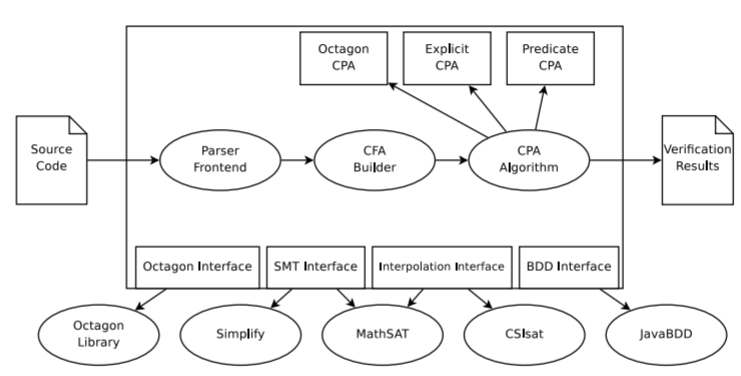 Octagon
CPA
Explicit
CPA
Predicate
CPA
Source
Code
Parser
Frontend
CFA
Builder
CPA
Algorithm
Verification
Results
Octagon Interface
SMT Interface
Interpolation Interface
BDD Interface
Octagon
Library
Simplify
MathSAT
CSIsat
JavaBDD